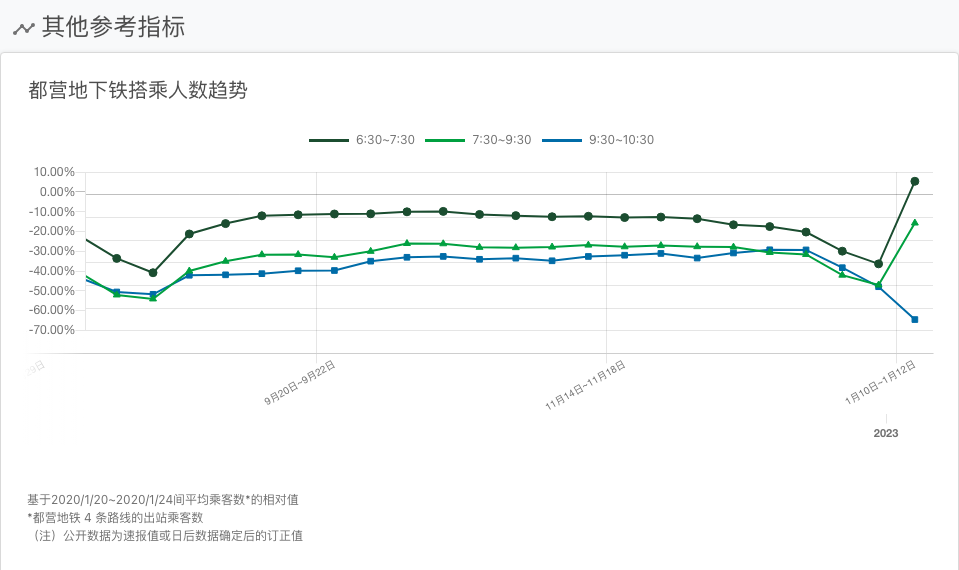 其他参考指标
都营地下铁搭乘人数趋势
6:30~7:30 7:30~9:30 9:30~10:30
10.00%
0.00%
-10.00%
-20.00%
-30.00%
-40.00%
-50.00%
-60.00%
-70.00%
9日 9月20日~9月22日 11月14日~11月18日 1月10日~1月12日
2023
基于2020/1/20~2020/1/24间平均乘客数*的相对值
*都营地铁 4 条路线的出站乘客数
（注）公开数据为速报值或日后数据确定后的订正值